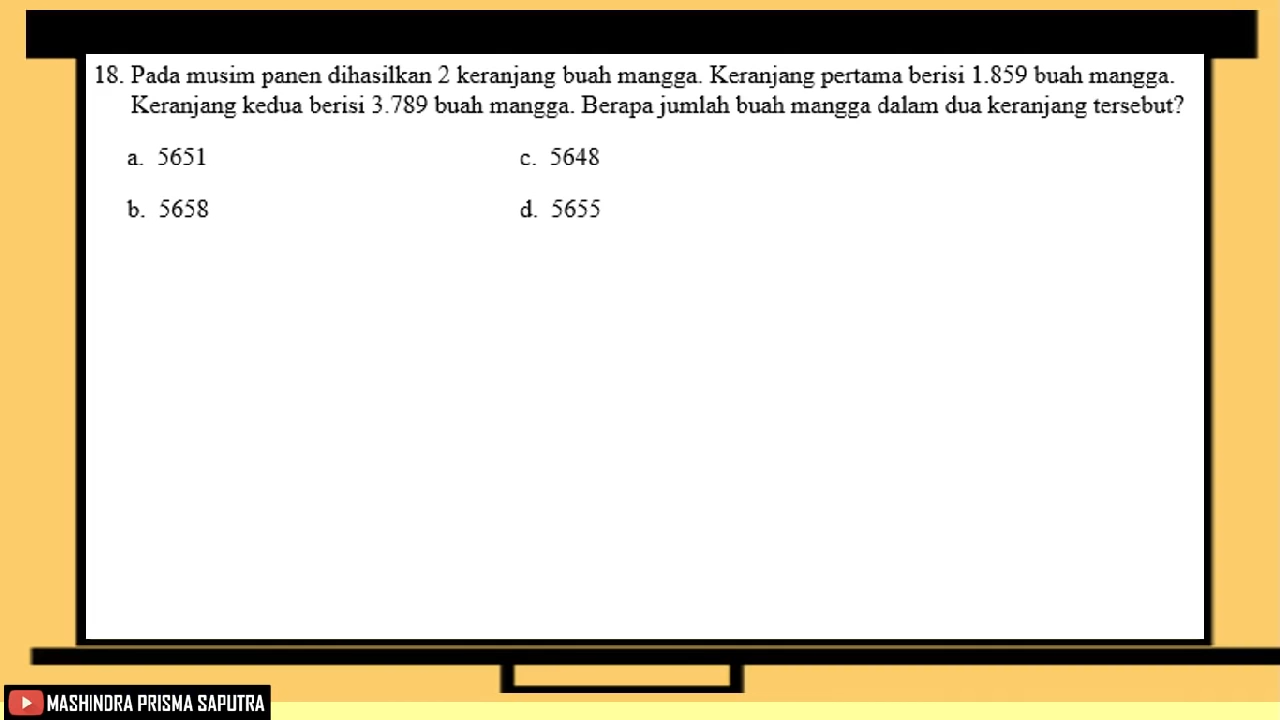 18. Pada musim panen dihasilkan 2 keranjang buah mangga. Keranjang pertama berisi 1.859 buah mangga.
Keranjang kedua berisi 3.789 buah mangga. Berapa jumlah buah mangga dalam dua keranjang tersebut?
a. 5651 c. 5648
b. 5658 d. 5655
MASHINDRA PRISMA SAPUTRA